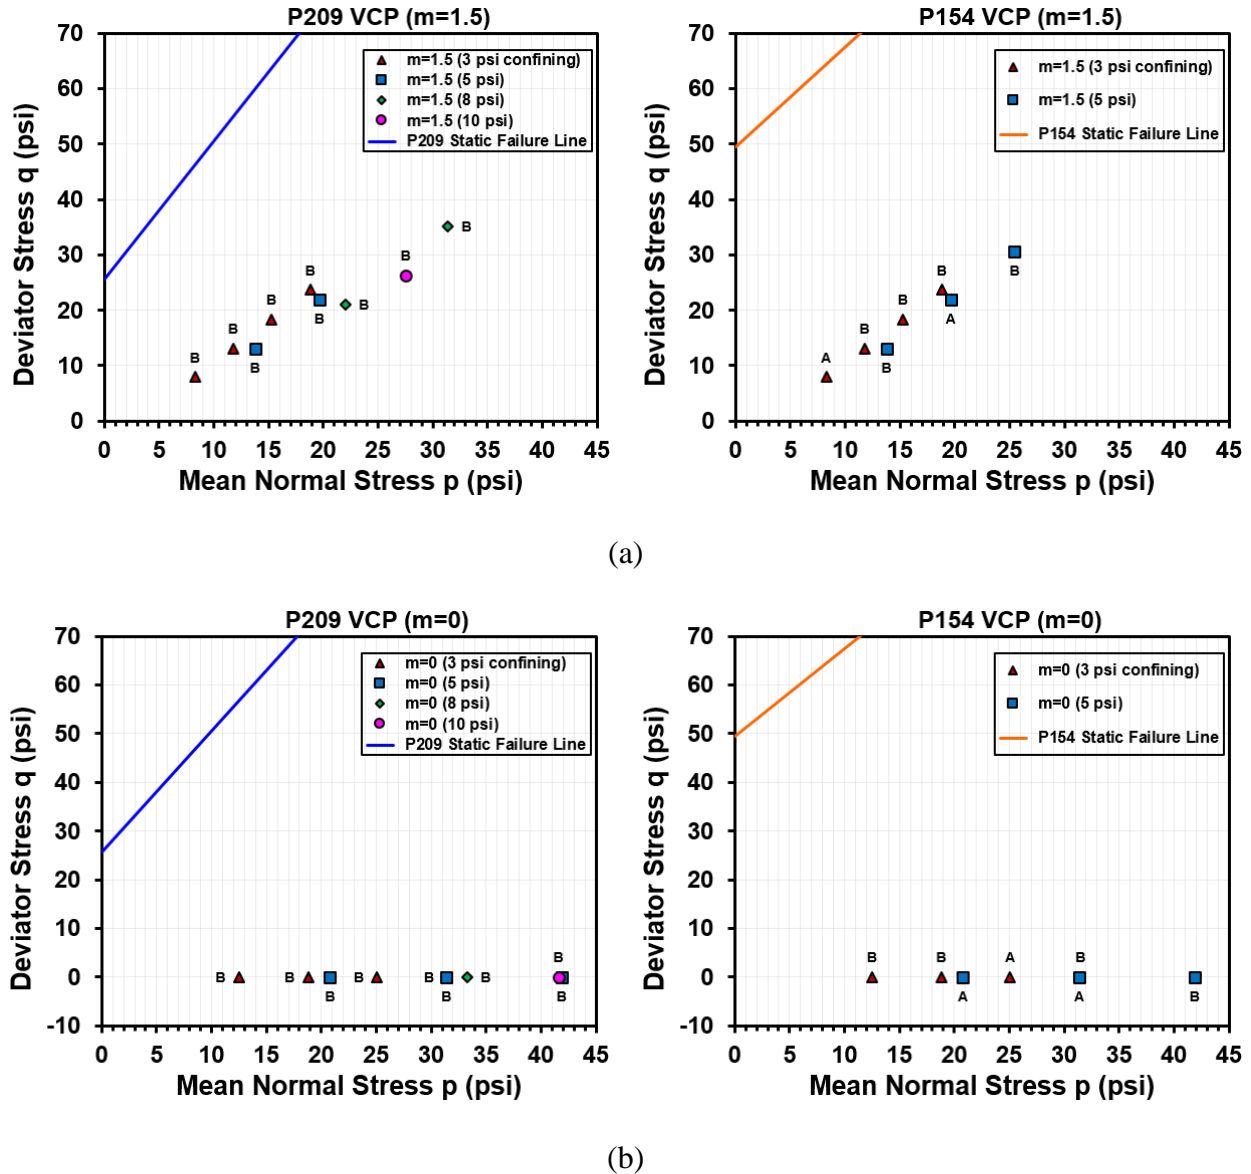 P209 VCP (m=1.5)
70
60
50
40
30
20
10
0
Deviator Stress q (psi)
m=1.5 (3 psi confining)
m=1.5 (5 psi)
m=1.5 (8 psi)
m=1.5 (10 psi)
P209 Static Failure Line
B
B
B
B
B
B
B
B
B
0 5 10 15 20 25 30 35 40 45
Mean Normal Stress p (psi)
P154 VCP (m=1.5)
70
60
50
40
30
20
10
0
Deviator Stress q (psi)
m=1.5 (3 psi confining)
m=1.5 (5 psi)
P154 Static Failure Line
B B
B
B A
A B
0 5 10 15 20 25 30 35 40 45
Mean Normal Stress p (psi)
(a)
P209 VCP (m=0)
70
60
50
40
30
20
10
0
-10
Deviator Stress q (psi)
m=0 (3 psi confining)
m=0 (5 psi)
m=0 (8 psi)
m=0 (10 psi)
P209 Static Failure Line
B
B B B B B
B B B
0 5 10 15 20 25 30 35 40 45
Mean Normal Stress p (psi)
P154 VCP (m=0)
70
60
50
40
30
20
10
0
-10
Deviator Stress q (psi)
m=0 (3 psi confining)
m=0 (5 psi)
P154 Static Failure Line
B B A B
A A B
0 5 10 15 20 25 30 35 40 45
Mean Normal Stress p (psi)
(b)